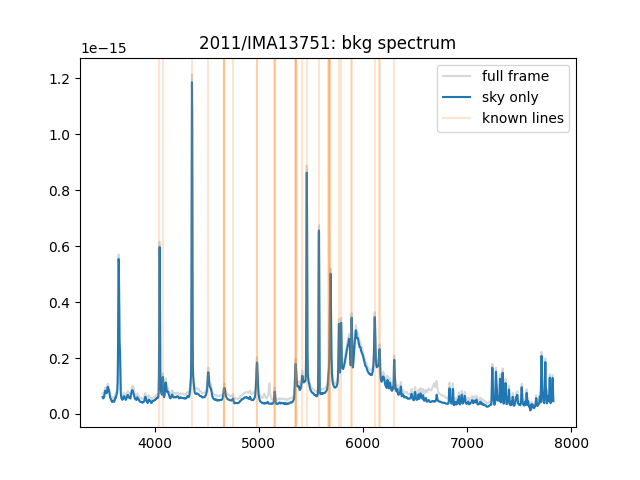 2011/IMA13751: bkg spectrum
1e−15
full frame
sky only
known lines
1.2
1.0
0.8
0.6
0.4
0.2
0.0
4000 5000 6000 7000 8000